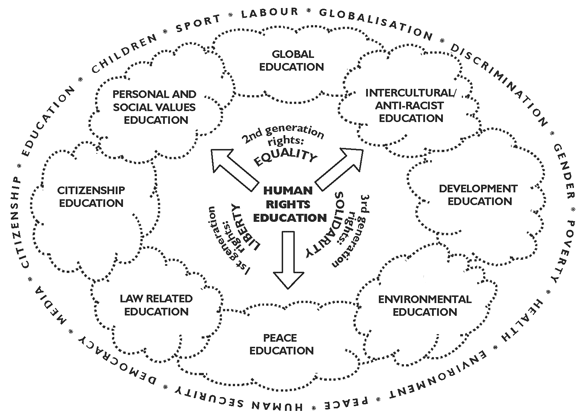 CITIZENSHIP * EDUCATION * CHILDREN * SPORT * LABOUR * GLOBALISATION * DISCRIMINATION * GENDER * POVERTY * HEALTH * ENVIRONMENT * PEACE * HUMAN SECURITY * DEMOCRACY * MEDIA *
GLOBAL
EDUCATION
PERSONAL AND
SOCIAL VALUES
EDUCATION
INTERCULTURAL/
ANTI-RACIST
EDUCATION
2nd generation
rights:
EQUALITY
CITIZENSHIP
EDUCATION
HUMAN
RIGHTS
EDUCATION
DEVELOPMENT
EDUCATION
1st generation
rights:
LIBERTY
3rd generation
rights:
SOLIDARITY
LAW RELATED
EDUCATION
ENVIRONMENTAL
EDUCATION
PEACE
EDUCATION